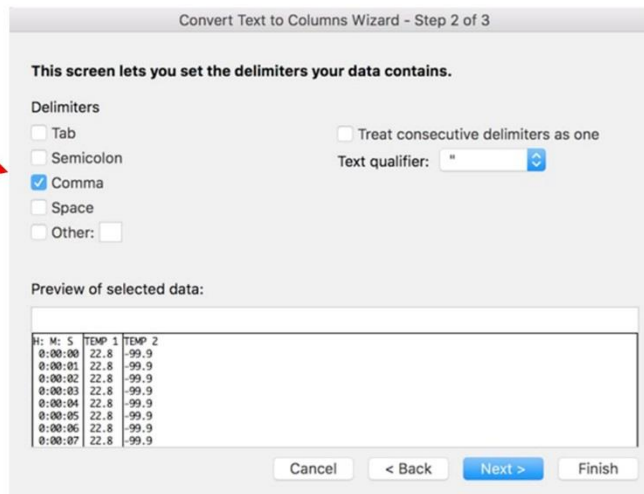 Convert Text to Columns Wizard - Step 2 of 3
This screen lets you set the delimiters your data contains.
Delimiters
Tab
Semicolon
Comma
Space
Other:
Treat consecutive delimiters as one
Text qualifier: "
Preview of selected data:
H: M: S TEMP 1 TEMP 2
0:00:00 22.8 -99.9
0:00:01 22.8 -99.9
0:00:02 22.8 -99.9
0:00:03 22.8 -99.9
0:00:04 22.8 -99.9
0:00:05 22.8 -99.9
0:00:06 22.8 -99.9
0:00:07 22.8 -99.9
Cancel < Back Next > Finish